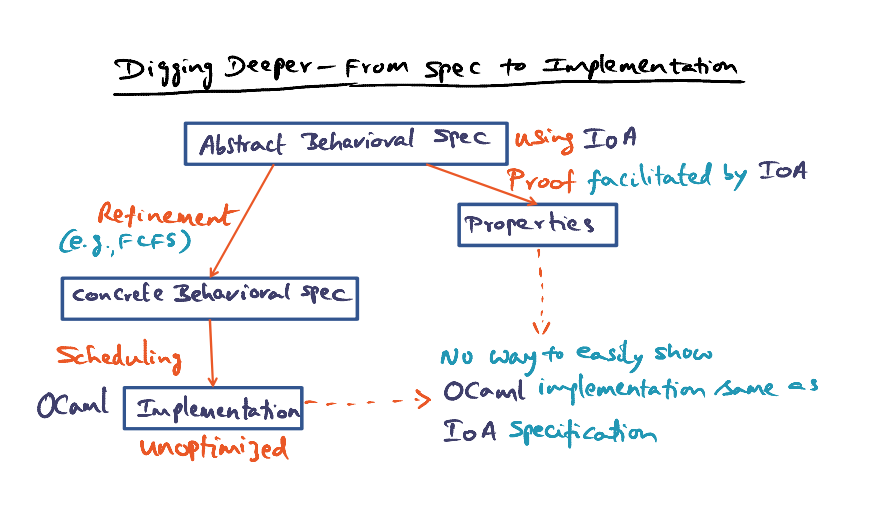 Digging Deeper – From Spec to Implementation
Abstract Behavioral Spec using IoA
Proof facilitated by IoA
Refinement
(e.g., FCFS)
Properties
Concrete Behavioral spec
Scheduling
OCaml Implementation
unoptimized
No way to easily show
OCaml implementation same as
IoA Specification